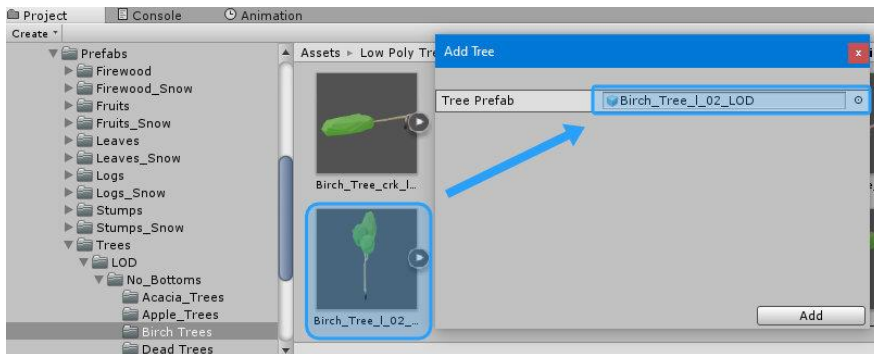 Project
Console
Animation
Create
Prefabs
Firewood
Firewood_Snow
Fruits
Fruits_Snow
Leaves
Leaves_Snow
Logs
Logs_Snow
Stumps
Stumps_Snow
Trees
LOD
No_Bottoms
Acacia_Trees
Apple_Trees
Birch Trees
Dead Trees
Assets ▸ Low Poly Tre
Birch_Tree_crk_l...
Birch_Tree_l_02_...
Add Tree
x
Tree Prefab
Birch_Tree_l_02_LOD
Add